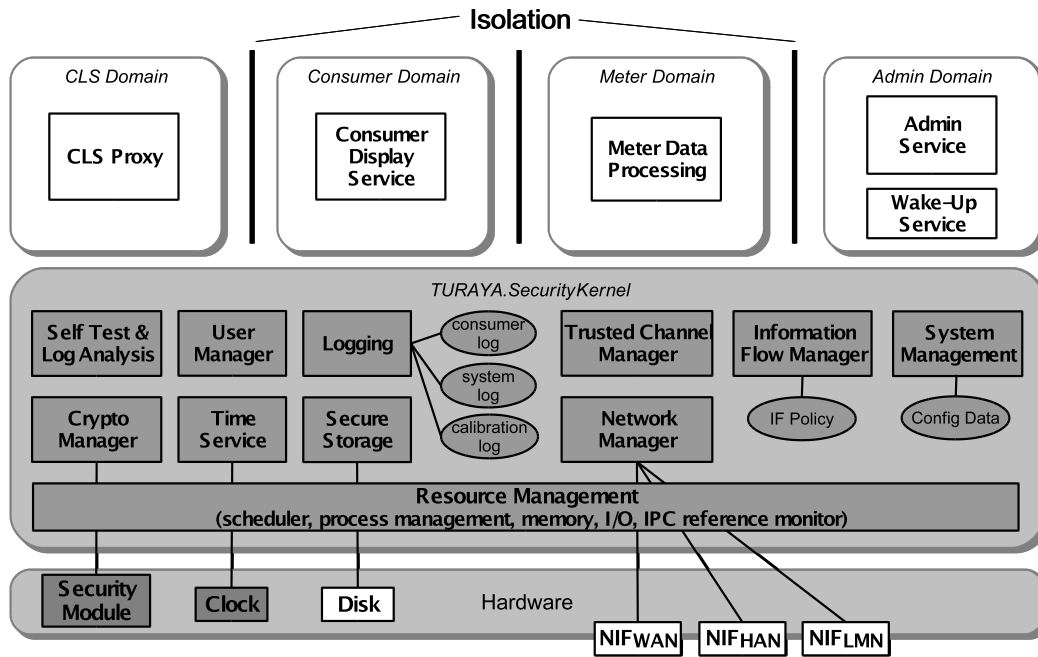 Isolation
CLS Domain
CLS Proxy
Consumer Domain
Consumer
Display
Service
Meter Domain
Meter Data
Processing
Admin Domain
Admin
Service
Wake-Up
Service
TURAYA.SecurityKernel
Self Test &
Log Analysis
User
Manager
Logging
consumer
log
system
log
calibration
log
Trusted Channel
Manager
Information
Flow Manager
System
Management
Crypto
Manager
Time
Service
Secure
Storage
Network
Manager
IF Policy
Config Data
Resource Management
(scheduler, process management, memory, I/O, IPC reference monitor)
Security
Module
Clock
Disk
Hardware
NIFWAN
NIFHAN
NIFLMN